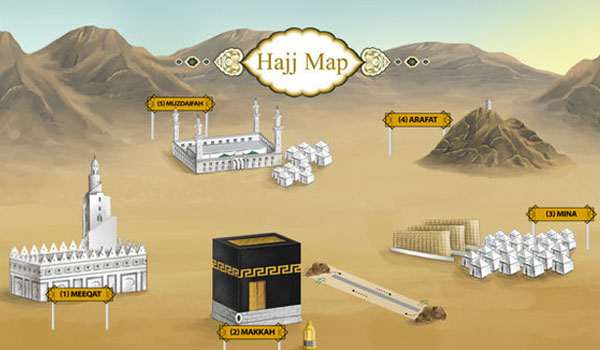 Hajj Map
(5) MUZDAIFAH
(4) ARAFAT
(3) MINA
(1) MEEQAT
(2) MAKKAH